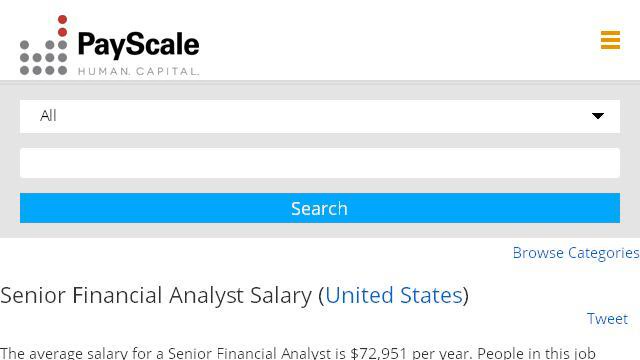 PayScale
HUMAN. CAPITAL.
All
Search
Browse Categories
Senior Financial Analyst Salary (United States)
Tweet
The average salary for a Senior Financial Analyst is $72,951 per year. People in this job